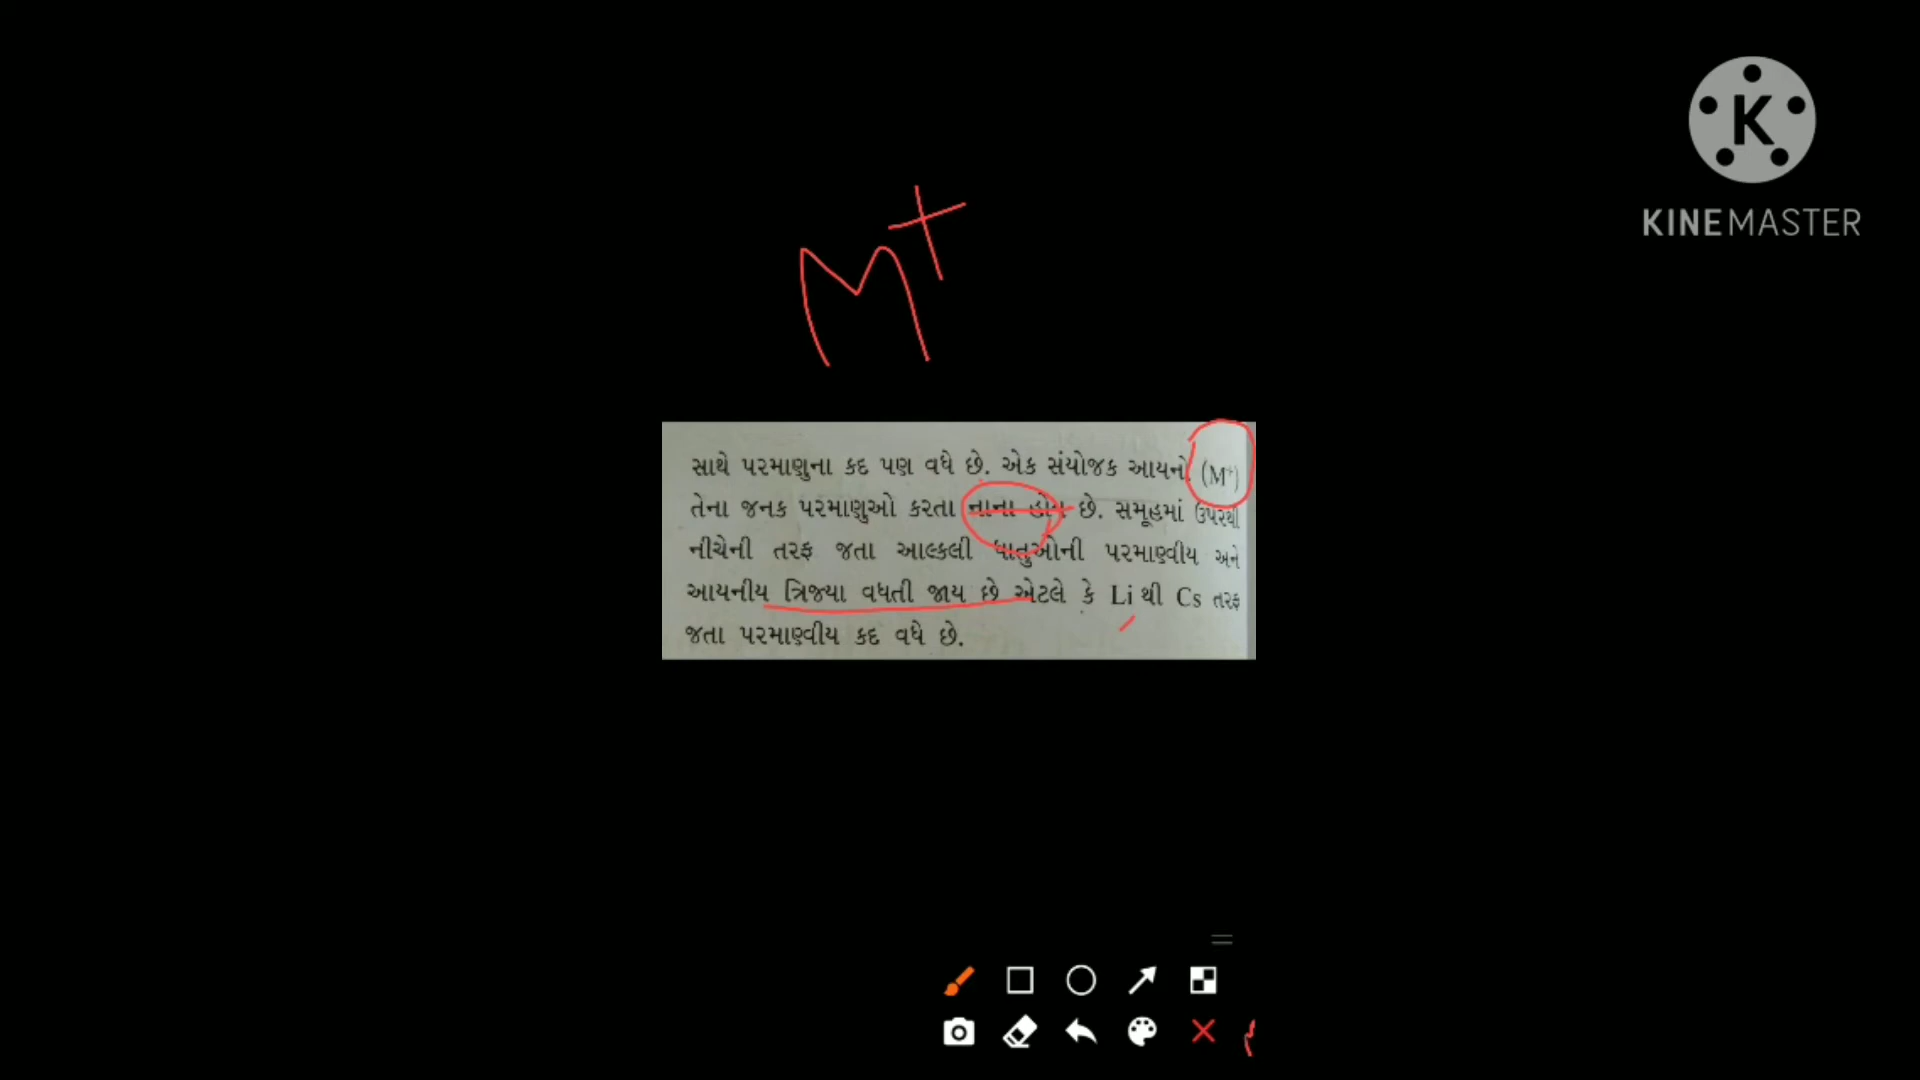 K
KINEMASTER
M⁺
સાથે પરમાણુના કદ પણ વધે છે. એક સંયોજક આયનો (M⁺)
તેના જનક પરમાણુઓ કરતા નાના હોય છે. સમૂહમાં ઉપરથી
નીચેની તરફ જતા આલ્કલી ધાતુઓની પરમાણ્વીય અને
આયનીય ત્રિજ્યા વધતી જાય છે એટલે કે Li થી Cs તરફ
જતા પરમાણ્વીય કદ વધે છે.